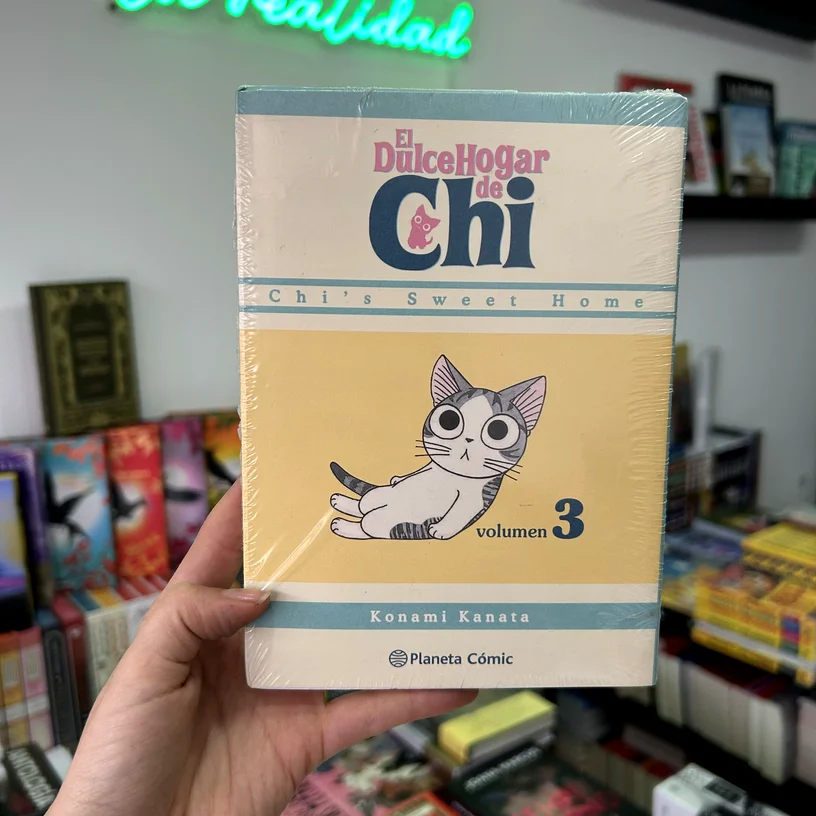 Realidad
El
DulceHogar
de
Chi
Chi's Sweet Home
volumen 3
Konami Kanata
Planeta Cómic